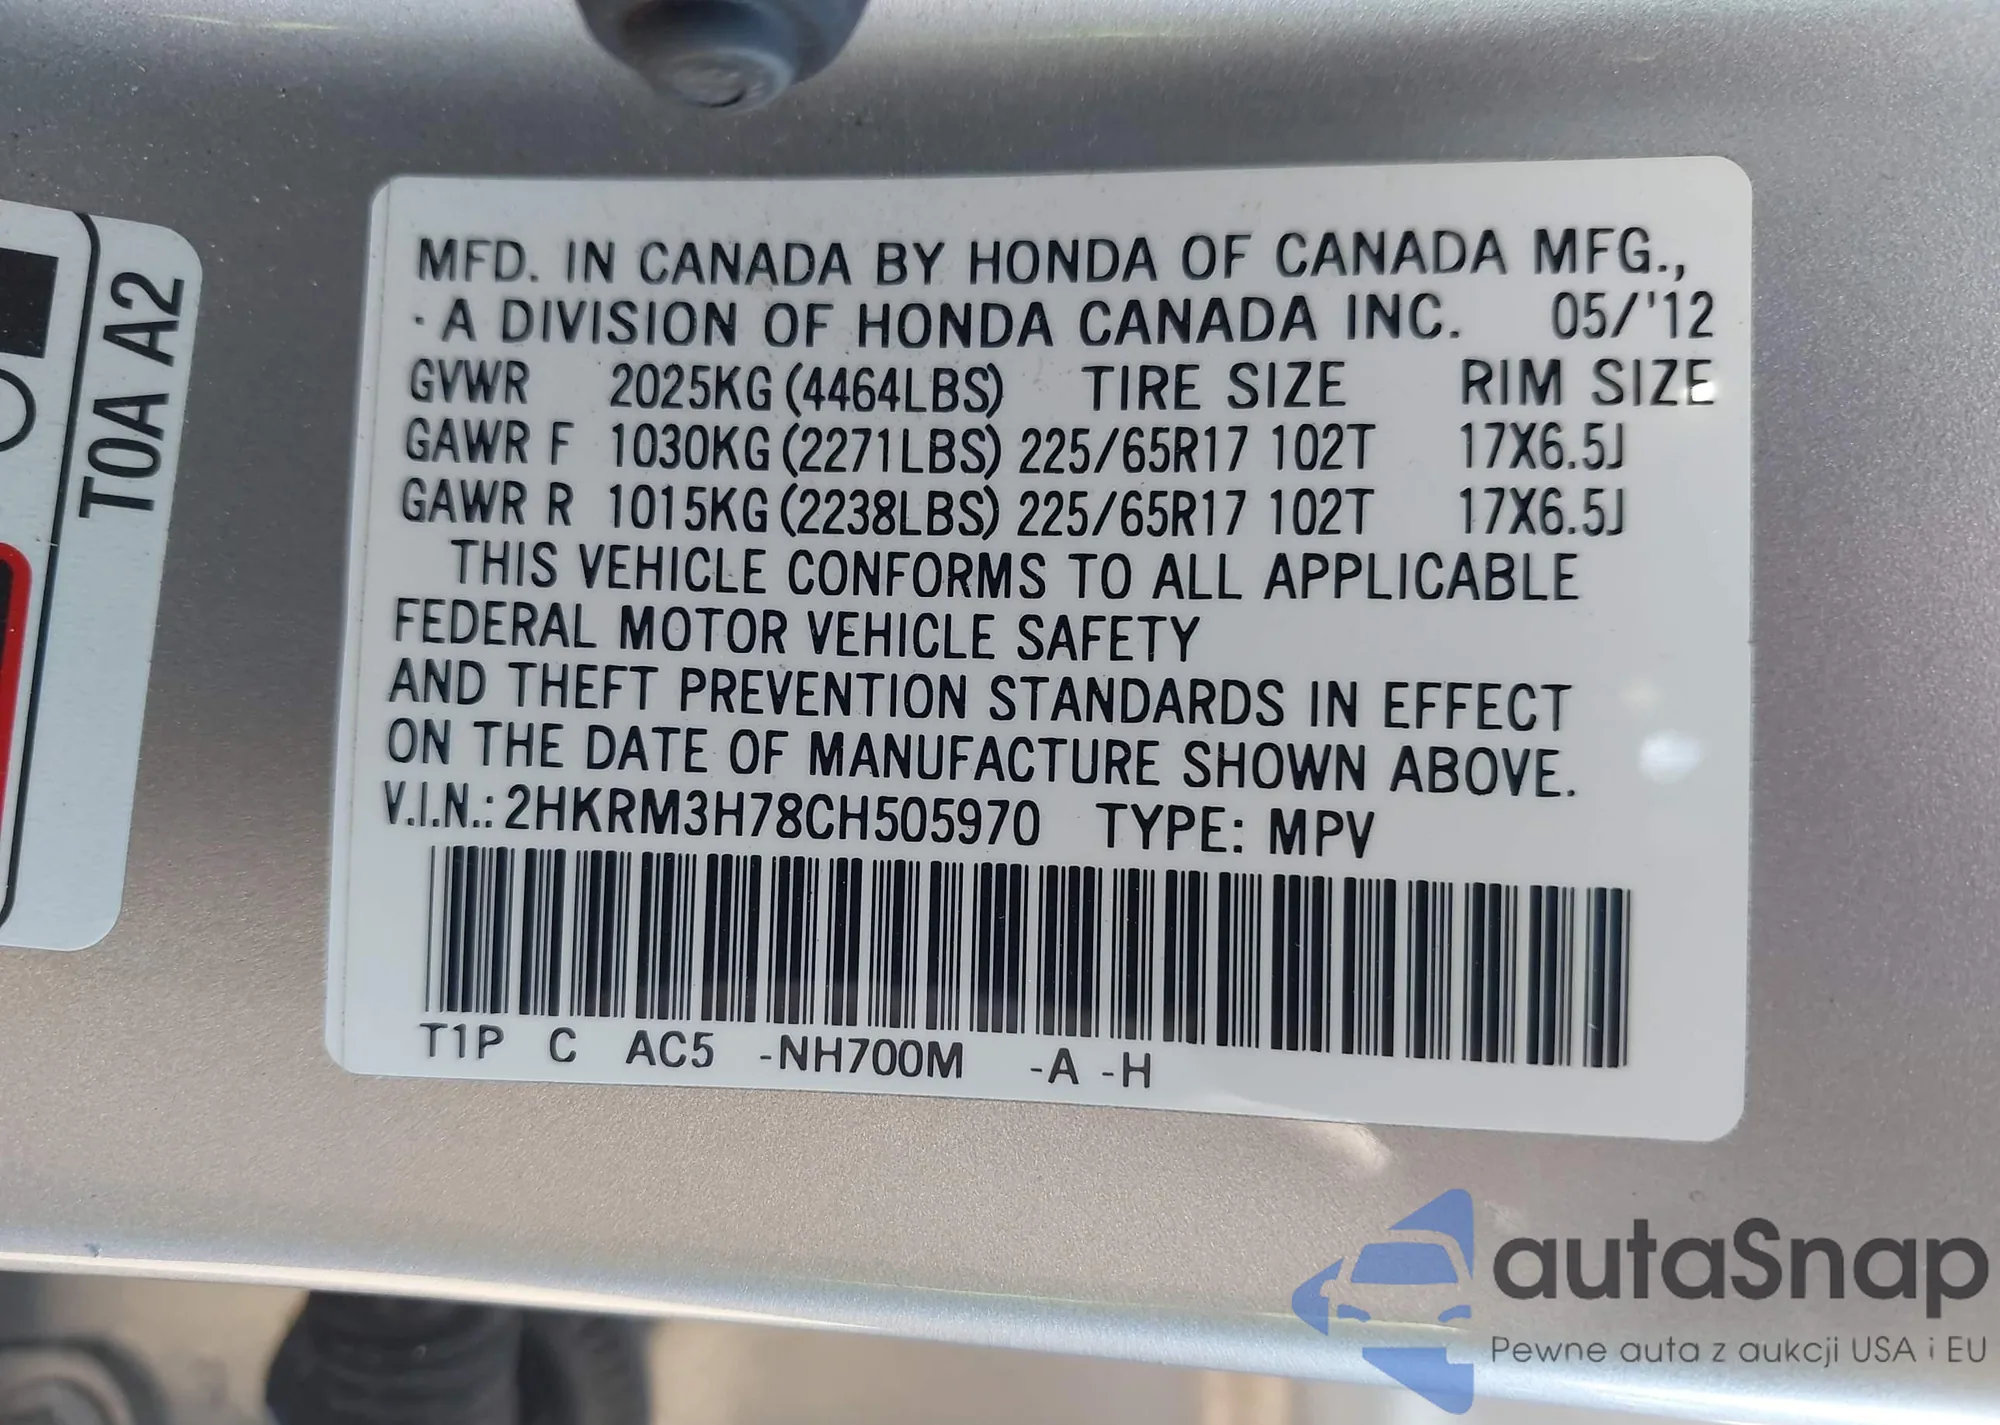 T0A A2
MFD. IN CANADA BY HONDA OF CANADA MFG.,
· A DIVISION OF HONDA CANADA INC. 05/'12
GVWR 2025KG (4464LBS) TIRE SIZE RIM SIZE
GAWR F 1030KG (2271LBS) 225/65R17 102T 17X6.5J
GAWR R 1015KG (2238LBS) 225/65R17 102T 17X6.5J
THIS VEHICLE CONFORMS TO ALL APPLICABLE
FEDERAL MOTOR VEHICLE SAFETY
AND THEFT PREVENTION STANDARDS IN EFFECT
ON THE DATE OF MANUFACTURE SHOWN ABOVE.
V.I.N.: 2HKRM3H78CH505970 TYPE: MPV
T1P C AC5 -NH700M -A -H
autaSnap
Pewne auta z aukcji USA i EU